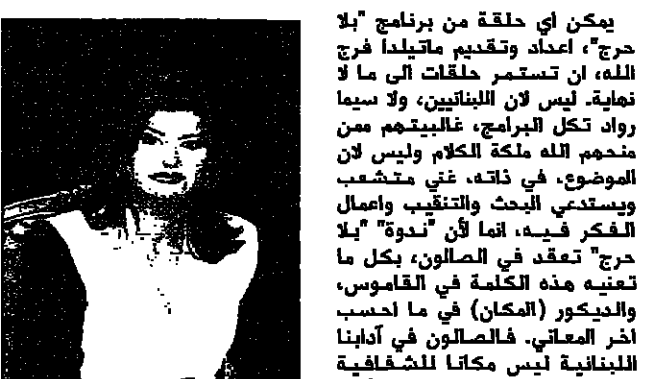 يمكن اي حلقة من برنامج "بلا
حرج"، اعداد وتقديم ماتيلدا فرج
الله، ان تستمر حلقات الى ما لا
نهاية. ليس لان اللبنانيين، ولا سيما
رواد تكل البرامج، غالبيتهم ممن
منحهم الله ملكة الكلام وليس لان
الموضوع، في ذاته، غني متشعب
ويستدعي البحث والتنقيب واعمال
الفكر فيه، انما لأن "ندوة" "بلا
حرج" تعقد في الصالون، بكل ما
تعنيه هذه الكلمة في القاموس،
والديكور (المكان) في ما احسب
اخر المعاني. فالصالون في آدابنا
اللبنانية ليس مكانا للشفافية